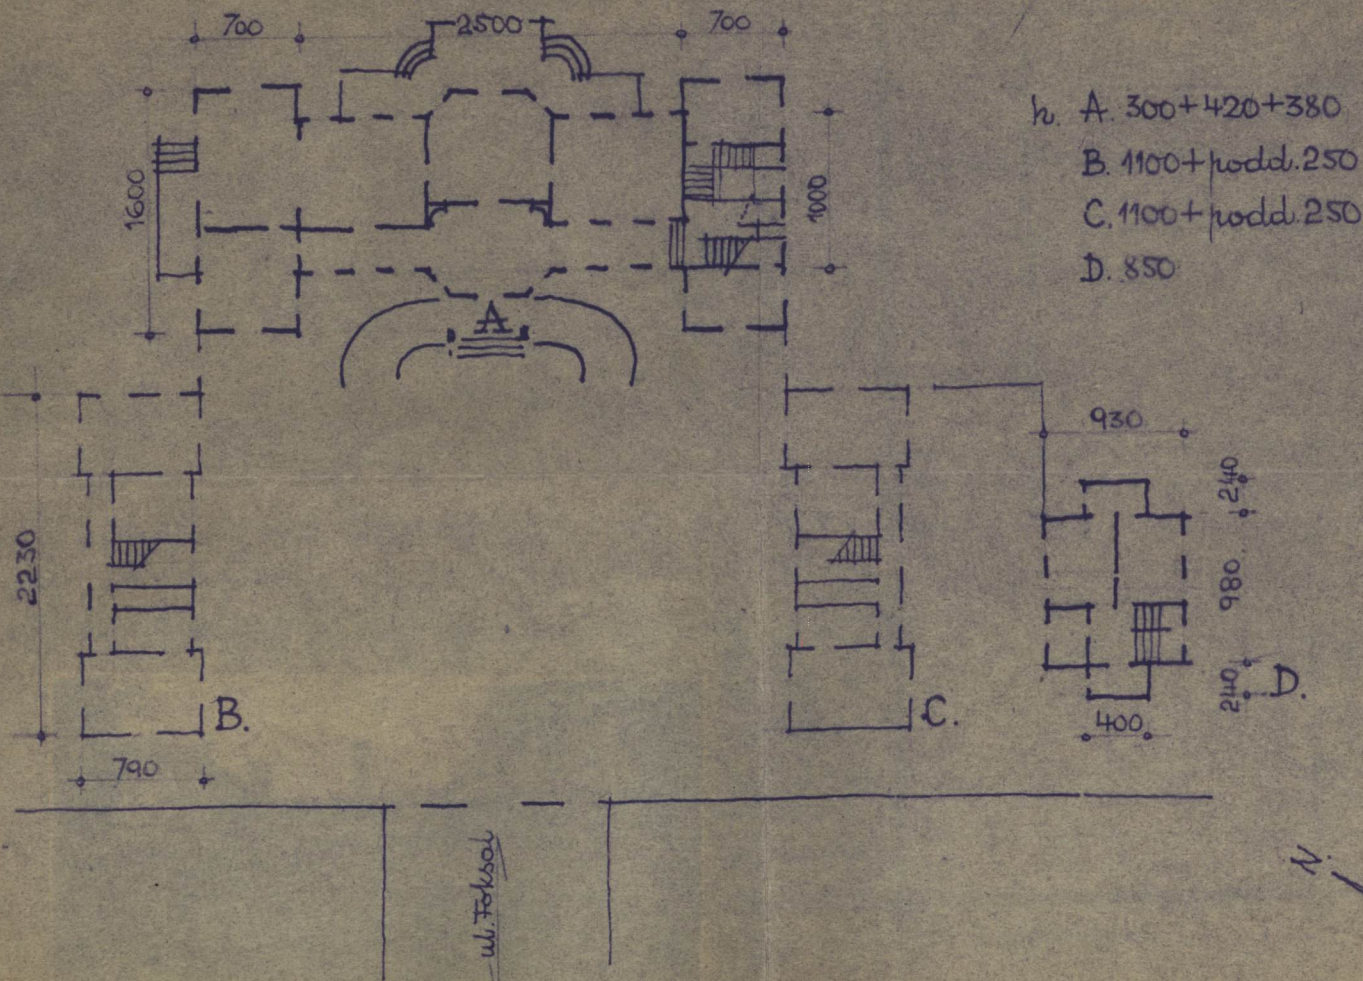 700 2500 700
h. A. 300+420+380
B. 1100+podd.250
C. 1100+podd.250
D. 850
1600
1000
A
930
240
2230
980
B.
C.
240
D.
400
790
ul. Foksal
N.